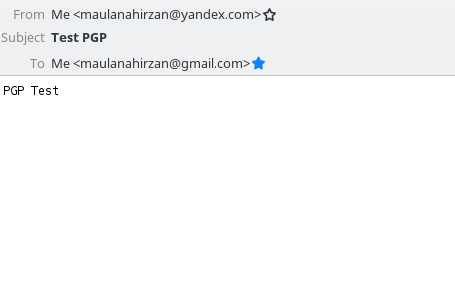 From Me <maulanahirzan@yandex.com>
Subject Test PGP
To Me <maulanahirzan@gmail.com>
PGP Test